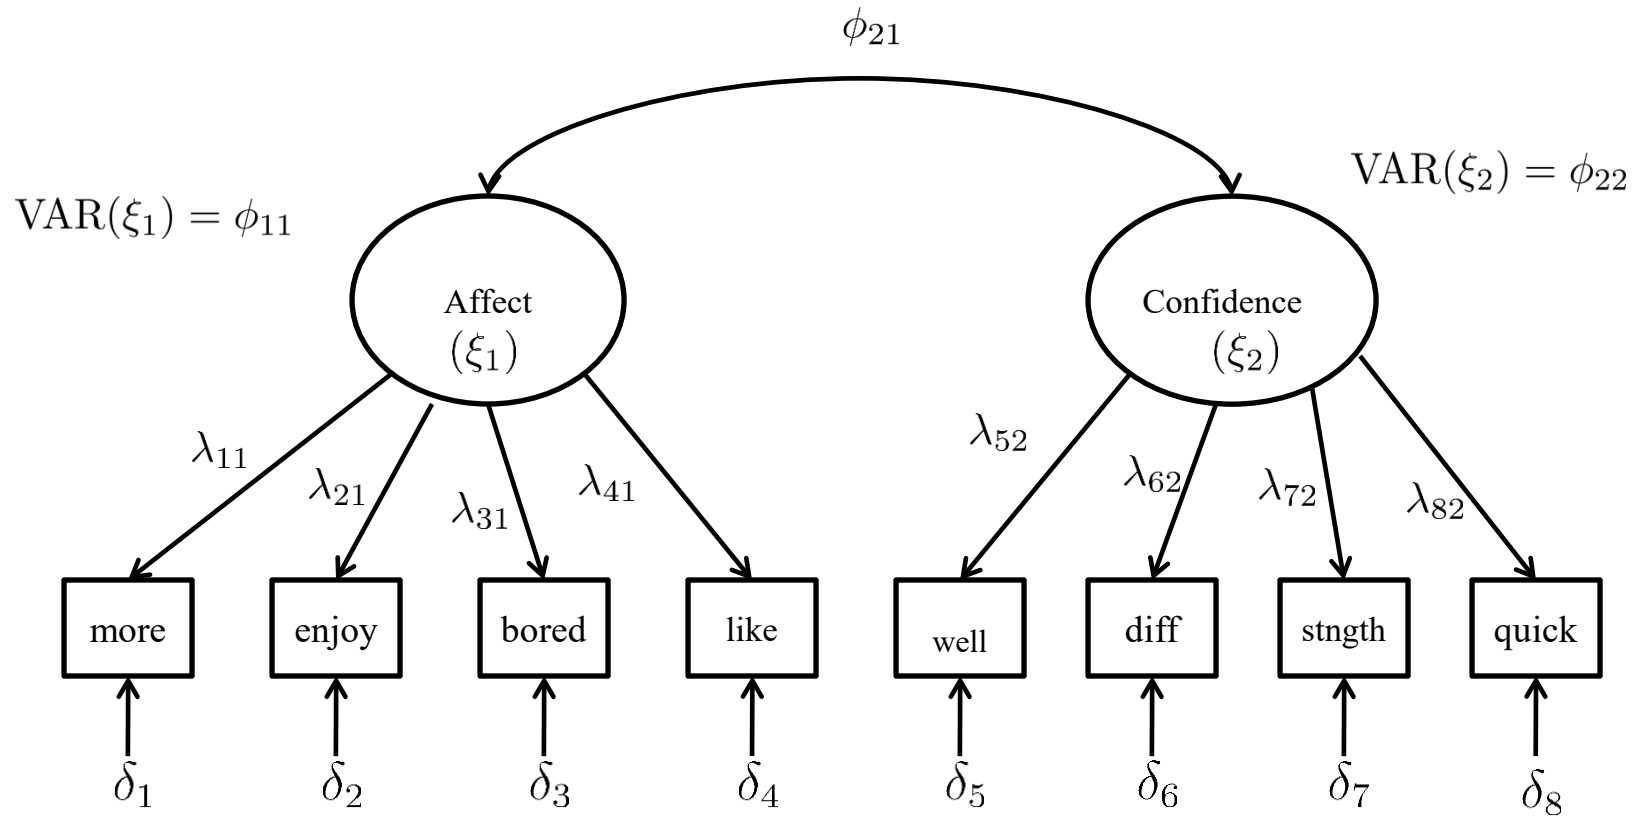 ϕ₂₁
VAR(ξ₂) = ϕ₂₂
VAR(ξ₁) = ϕ₁₁
Affect
(ξ₁)
Confidence
(ξ₂)
λ₁₁
λ₂₁
λ₃₁
λ₄₁
λ₅₂
λ₆₂
λ₇₂
λ₈₂
more
enjoy
bored
like
well
diff
stngth
quick
δ₁
δ₂
δ₃
δ₄
δ₅
δ₆
δ₇
δ₈